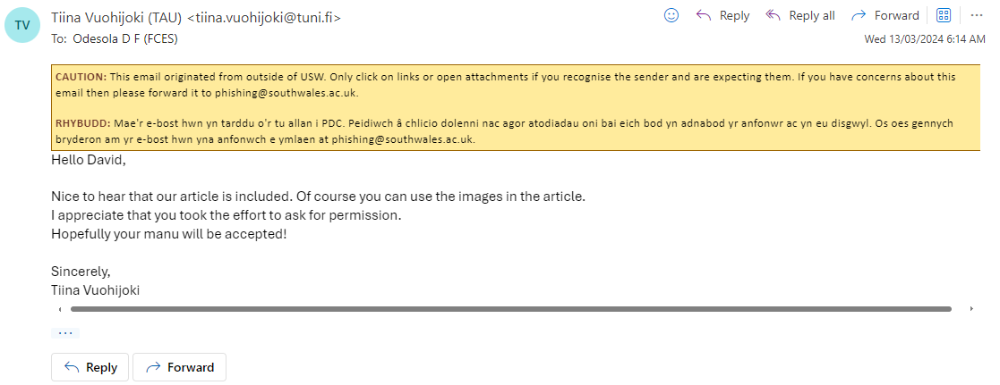 TV
Tiina Vuohijoki (TAU) <tiina.vuohijoki@tuni.fi>
Reply
Reply all
Forward
To: Odesola D F (FCES)
Wed 13/03/2024 6:14 AM
CAUTION: This email originated from outside of USW. Only click on links or open attachments if you recognise the sender and are expecting them. If you have concerns about this
email then please forward it to phishing@southwales.ac.uk.
RHYBUDD: Mae'r e-bost hwn yn tarddu o'r tu allan i PDC. Peidiwch â chlicio dolenni nac agor atodiadau oni bai eich bod yn adnabod yr anfonwr ac yn eu disgwyl. Os oes gennych
bryderon am yr e-bost hwn yna anfonwch e ymlaen at phishing@southwales.ac.uk.
Hello David,
Nice to hear that our article is included. Of course you can use the images in the article.
I appreciate that you took the effort to ask for permission.
Hopefully your manu will be accepted!
Sincerely,
Tiina Vuohijoki
Reply
Forward